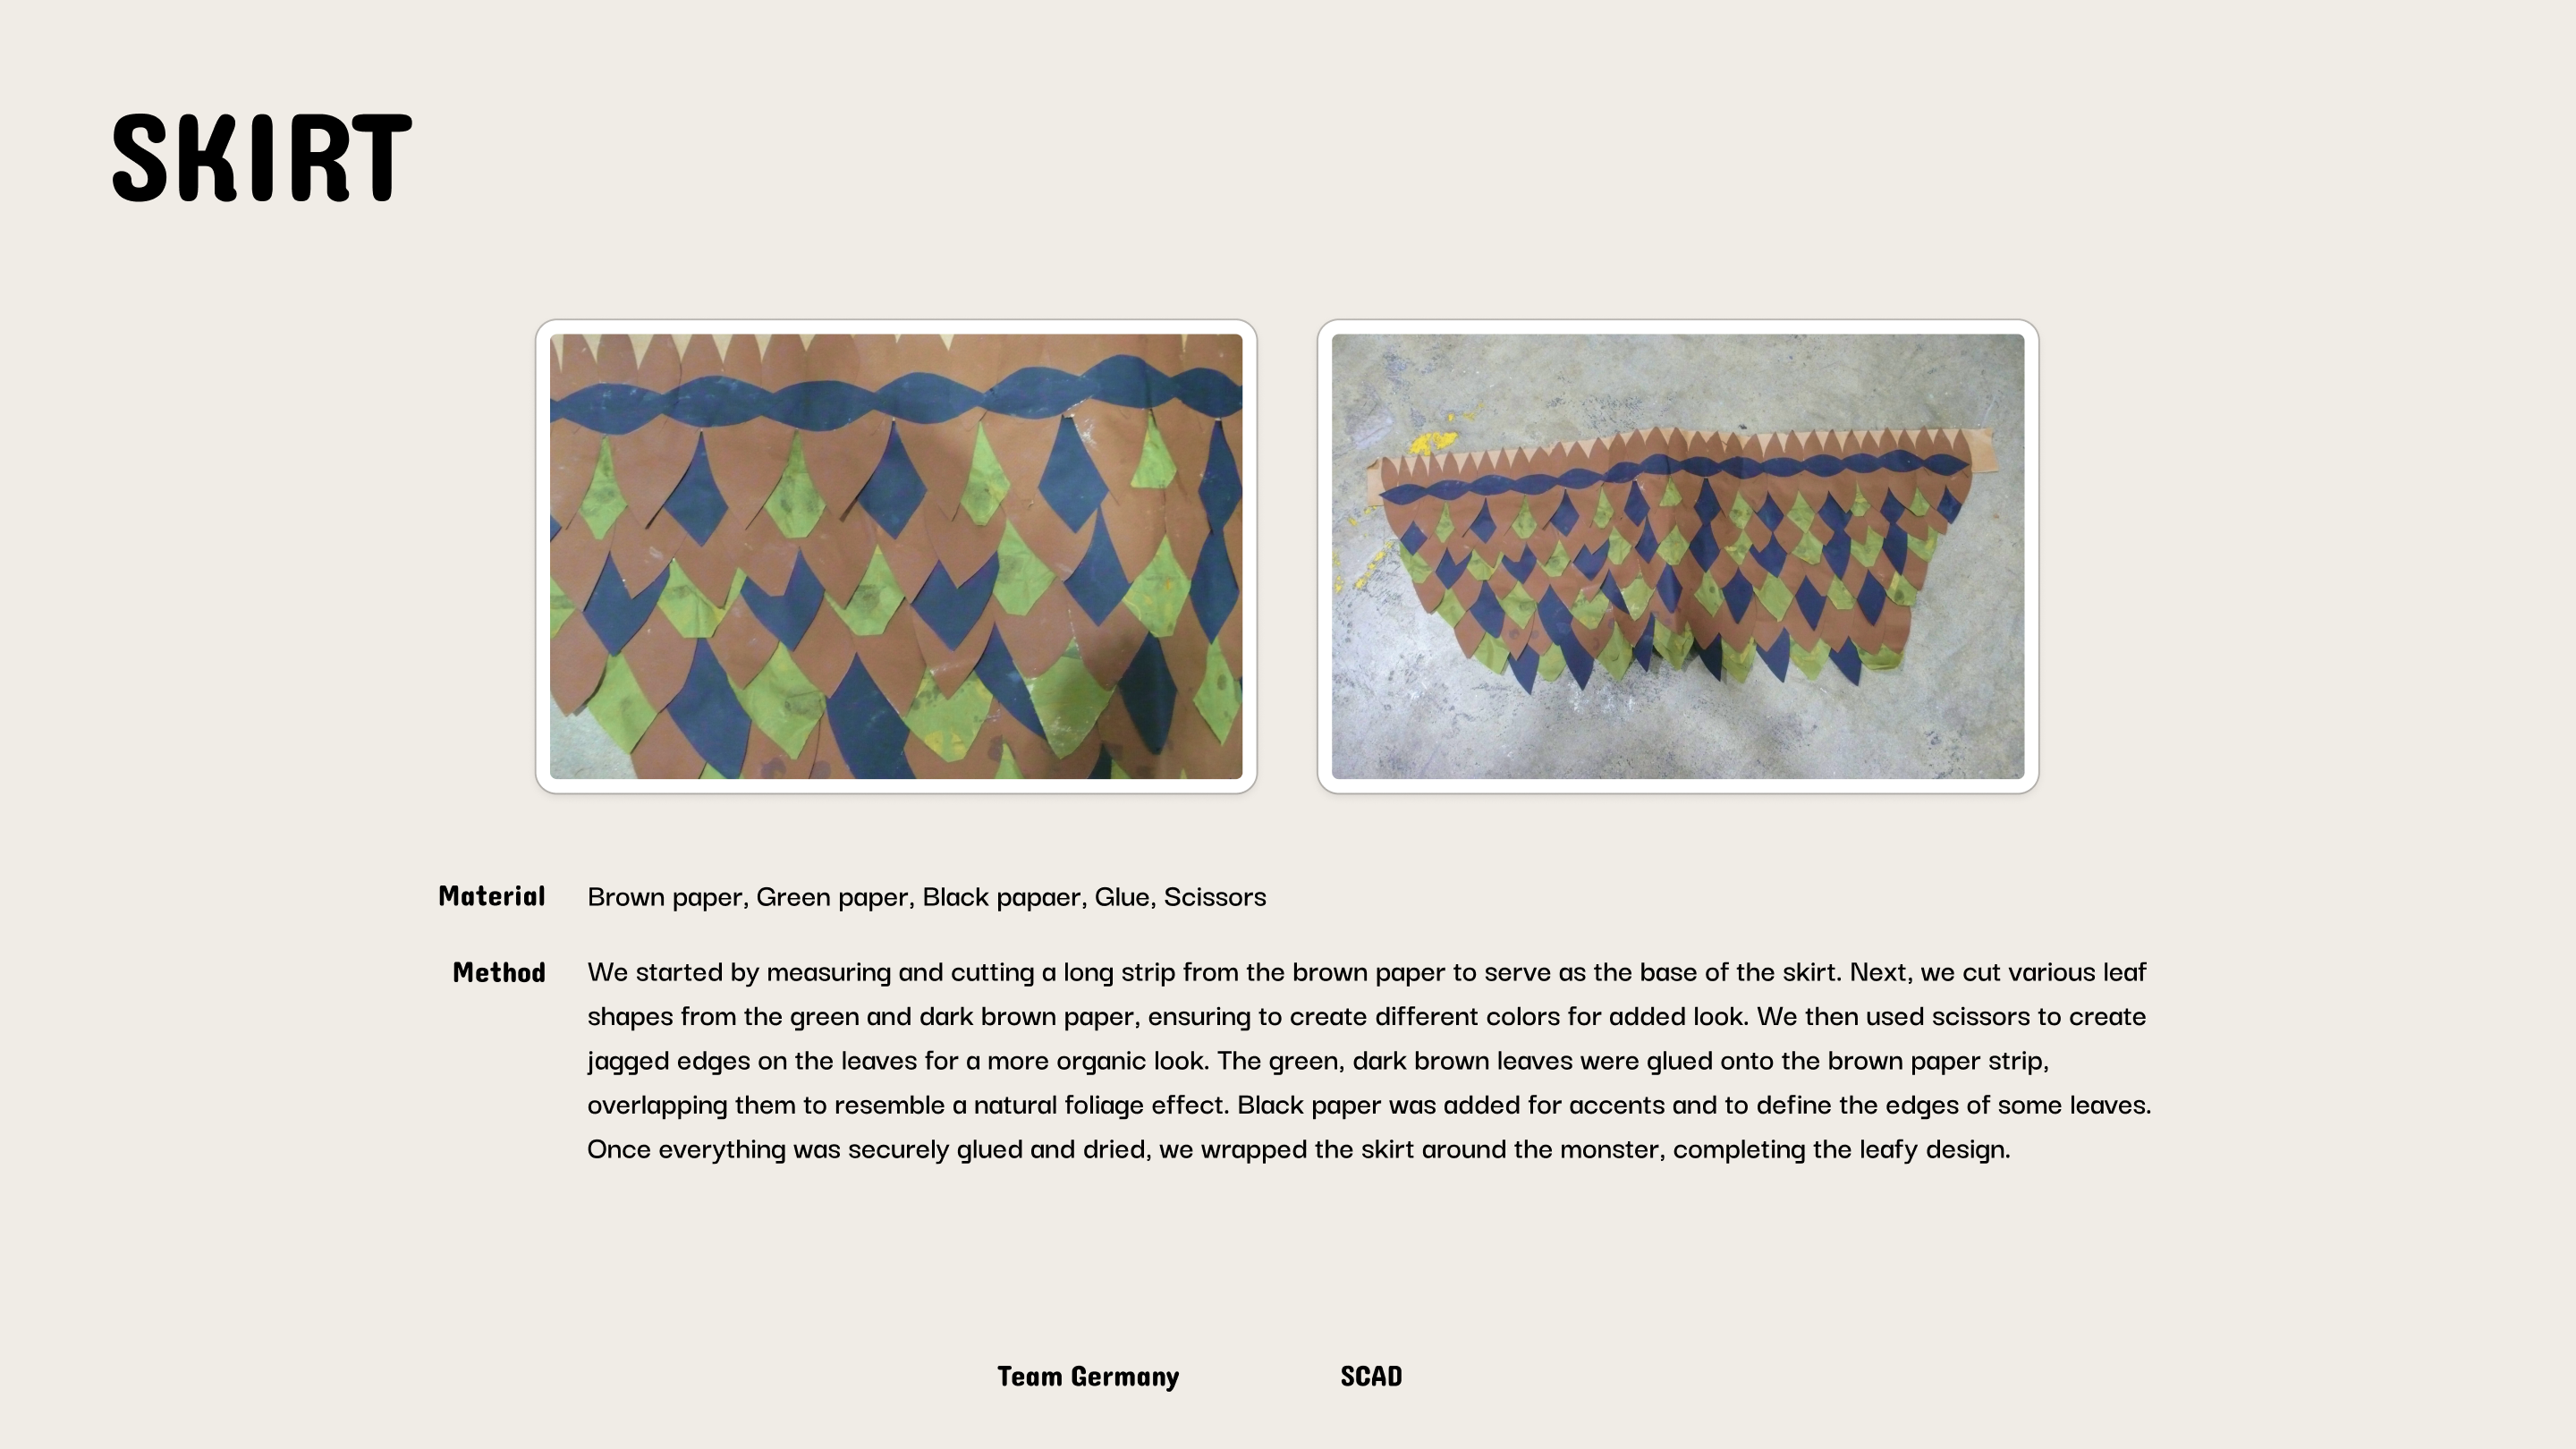 SKIRT
Material Brown paper, Green paper, Black papaer, Glue, Scissors
Method We started by measuring and cutting a long strip from the brown paper to serve as the base of the skirt. Next, we cut various leaf
shapes from the green and dark brown paper, ensuring to create different colors for added look. We then used scissors to create
jagged edges on the leaves for a more organic look. The green, dark brown leaves were glued onto the brown paper strip,
overlapping them to resemble a natural foliage effect. Black paper was added for accents and to define the edges of some leaves.
Once everything was securely glued and dried, we wrapped the skirt around the monster, completing the leafy design.
Team Germany SCAD